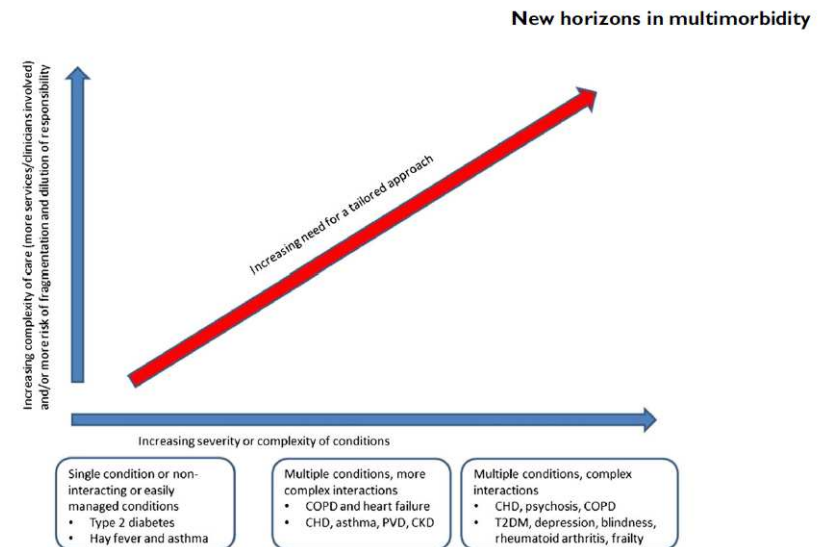 New horizons in multimorbidity
Increasing complexity of care (more services/clinicians involved)
and/or more risk of fragmentation and dilution of responsibility
Increasing need for a tailored approach
Increasing severity or complexity of conditions
Single condition or non-
interacting or easily
managed conditions
• Type 2 diabetes
• Hay fever and asthma
Multiple conditions, more
complex interactions
• COPD and heart failure
• CHD, asthma, PVD, CKD
Multiple conditions, complex
interactions
• CHD, psychosis, COPD
• T2DM, depression, blindness,
rheumatoid arthritis, frailty